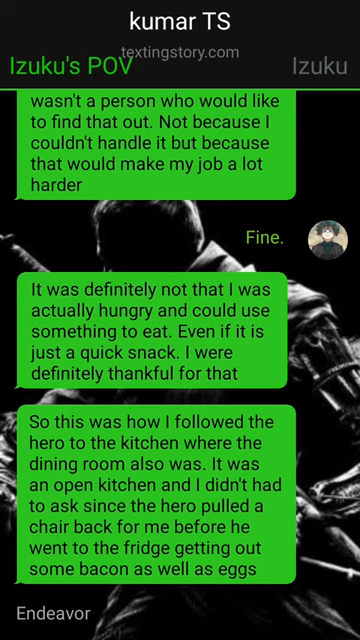 kumar TS
textingstory.com
Izuku's POV
Izuku
wasn't a person who would like
to find that out. Not because I
couldn't handle it but because
that would make my job a lot
harder
Fine.
It was definitely not that I was
actually hungry and could use
something to eat. Even if it is
just a quick snack. I were
definitely thankful for that
So this was how I followed the
hero to the kitchen where the
dining room also was. It was
an open kitchen and I didn't had
to ask since the hero pulled a
chair back for me before he
went to the fridge getting out
some bacon as well as eggs
Endeavor